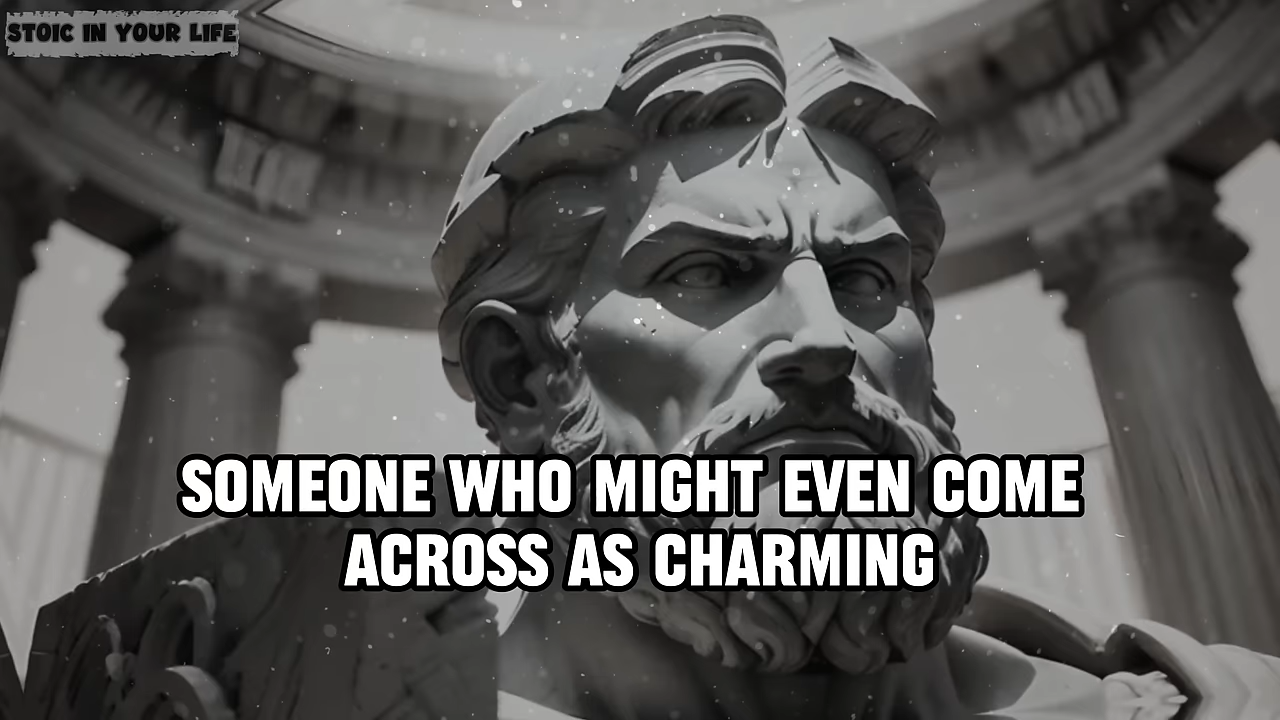 STOIC IN YOUR LIFE
SOMEONE WHO MIGHT EVEN COME
ACROSS AS CHARMING